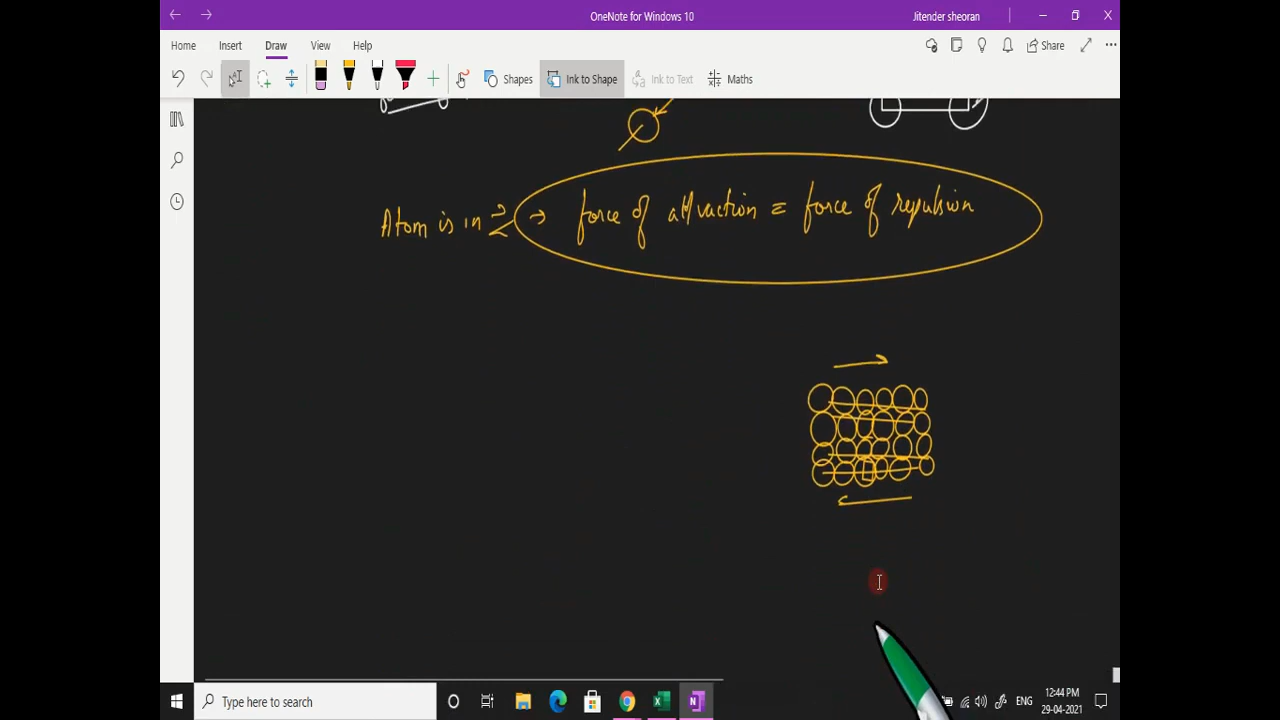 OneNote for Windows 10
Jitender sheoran
Home Insert Draw View Help
Share
Shapes Ink to Shape Ink to Text Maths
Atom is in → force of attraction = force of repulsion
Type here to search
ENG 12:44 PM
29-04-2021